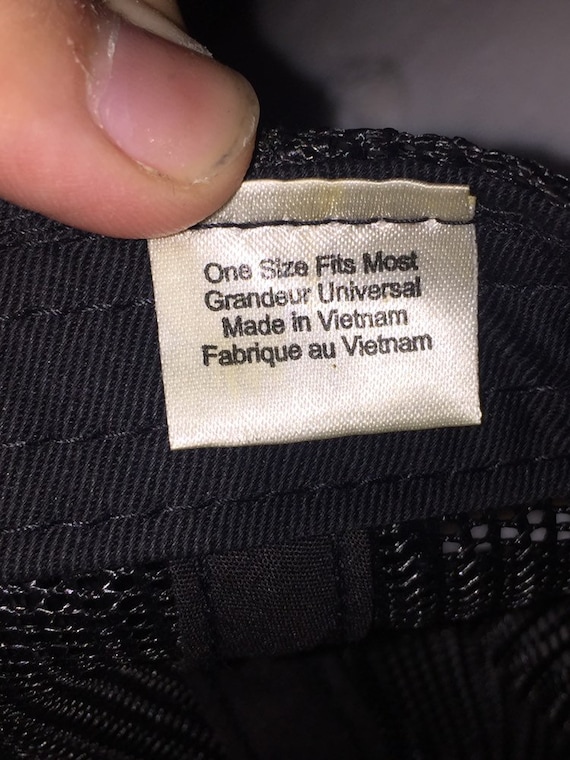 One Size Fits Most
Grandeur Universal
Made in Vietnam
Fabrique au Vietnam